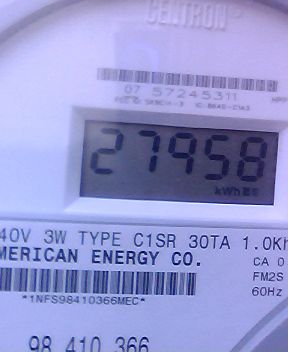 CENTRON
07 57245311
27958
kWh
40V 3W TYPE C1SR 30TA 1.0Kh
MERICAN ENERGY CO.
CA 0
FM2S
60Hz
*1NFS98410366MEC*
98 410 366